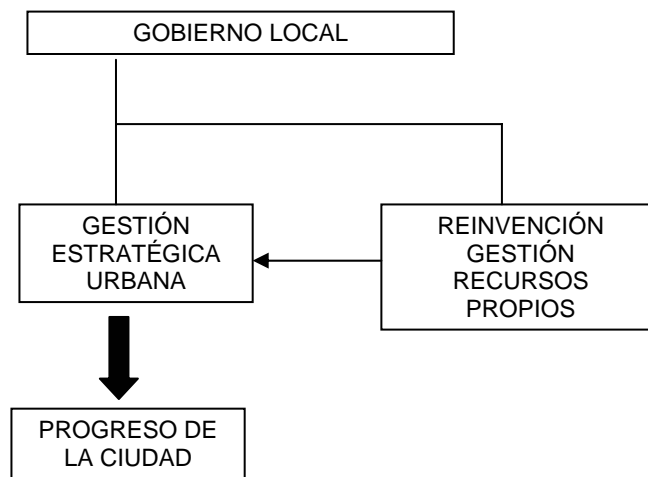 GOBIERNO LOCAL
GESTIÓN
ESTRATÉGICA
URBANA
REINVENCIÓN
GESTIÓN
RECURSOS
PROPIOS
PROGRESO DE
LA CIUDAD